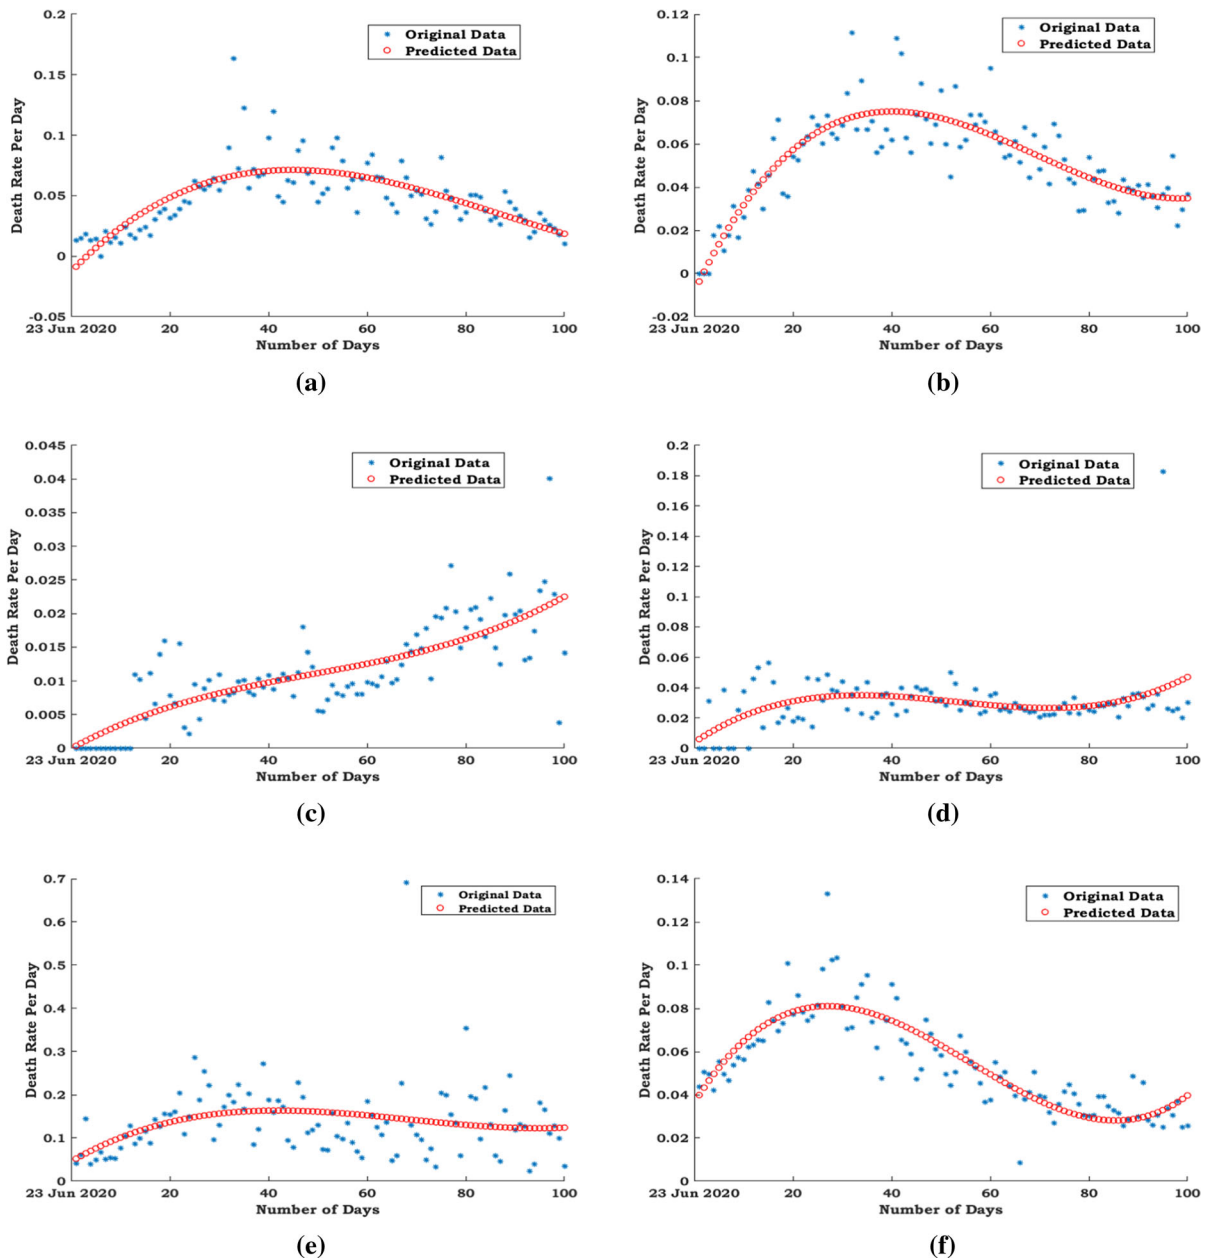 0.2
0.15
0.1
0.05
0
-0.05
Death Rate Per Day
Original Data
Predicted Data
23 Jun 2020 20 40 60 80 100
Number of Days
(a)
0.12
0.1
0.08
0.06
0.04
0.02
0
-0.02
Death Rate Per Day
Original Data
Predicted Data
23 Jun 2020 20 40 60 80 100
Number of Days
(b)
0.045
0.04
0.035
0.03
0.025
0.02
0.015
0.01
0.005
0
Death Rate Per Day
Original Data
Predicted Data
23 Jun 2020 20 40 60 80 100
Number of Days
(c)
0.2
0.18
0.16
0.14
0.12
0.1
0.08
0.06
0.04
0.02
0
Death Rate Per Day
Original Data
Predicted Data
23 Jun 2020 20 40 60 80 100
Number of Days
(d)
0.7
0.6
0.5
0.4
0.3
0.2
0.1
0
Death Rate Per Day
Original Data
Predicted Data
23 Jun 2020 20 40 60 80 100
Number of Days
(e)
0.14
0.12
0.1
0.08
0.06
0.04
0.02
0
Death Rate Per Day
Original Data
Predicted Data
23 Jun 2020 20 40 60 80 100
Number of Days
(f)